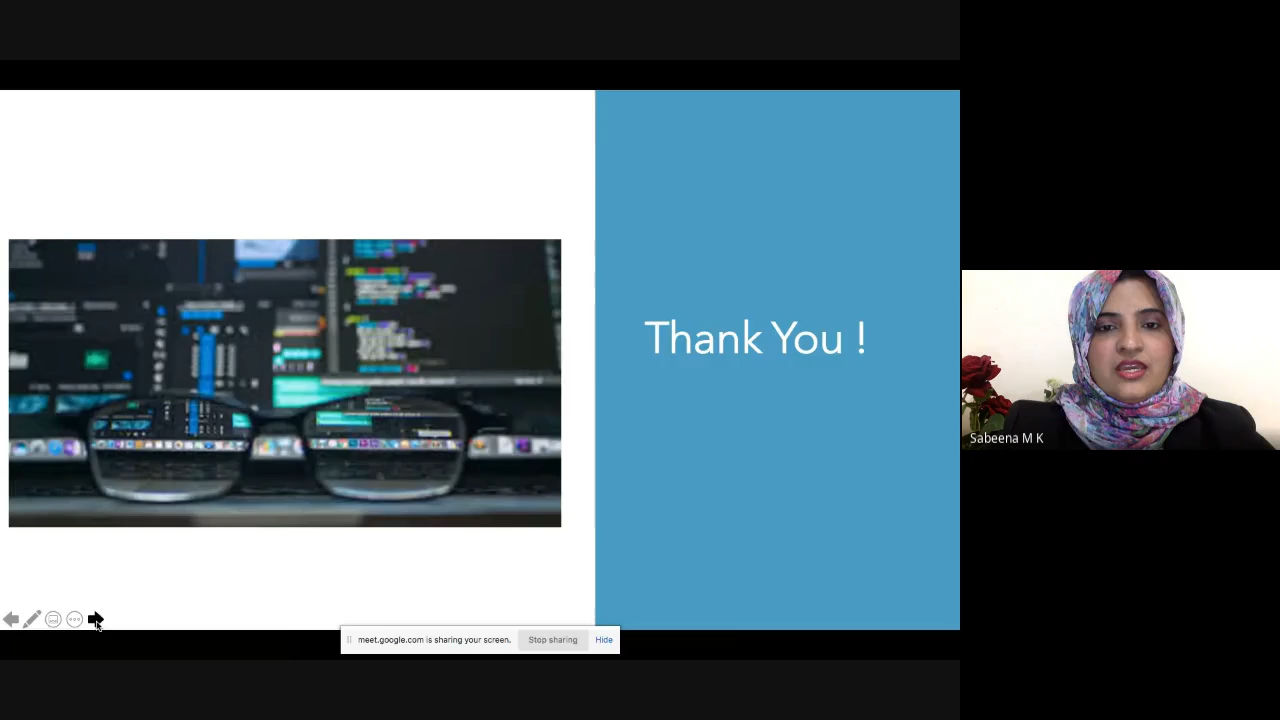 Thank You !
Sabeena M K
meet.google.com is sharing your screen.
Stop sharing
Hide